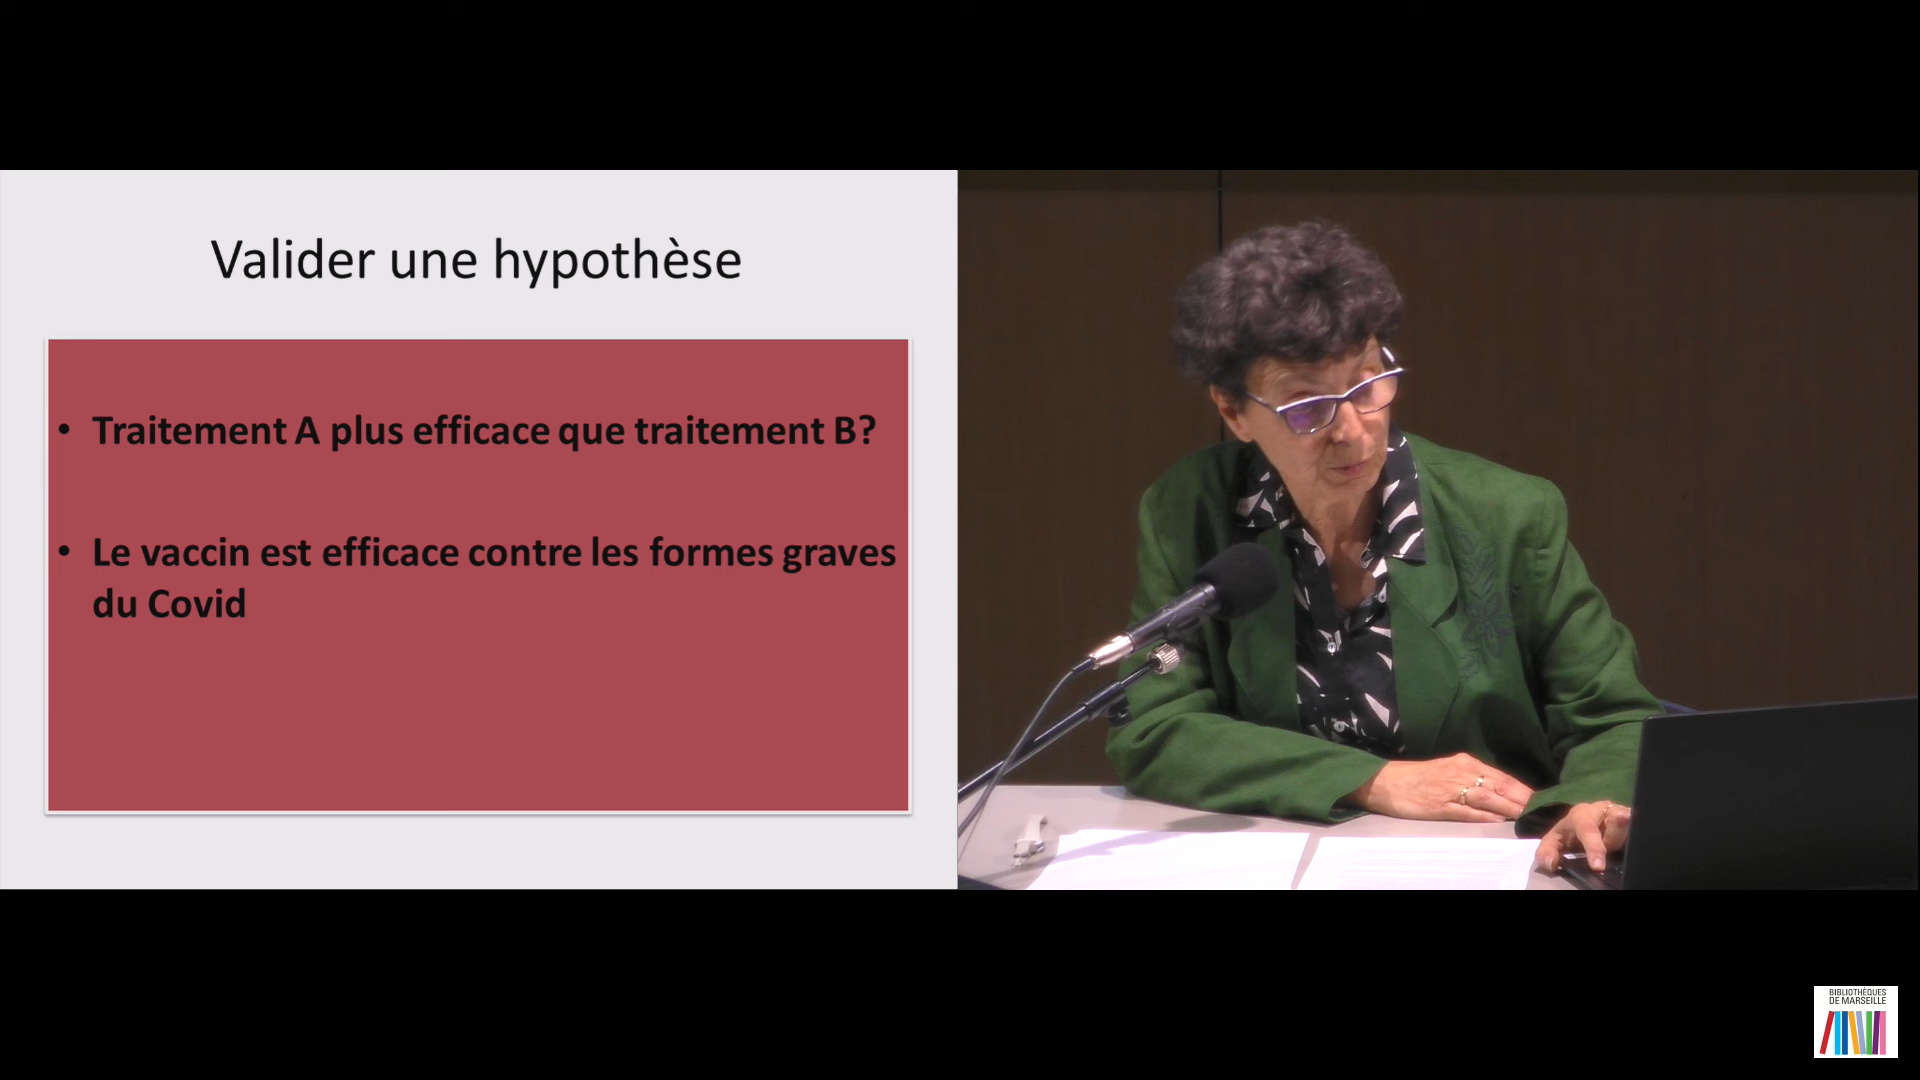 Valider une hypothèse
• Traitement A plus efficace que traitement B?
• Le vaccin est efficace contre les formes graves
du Covid
BIBLIOTHÈQUES
DE MARSEILLE